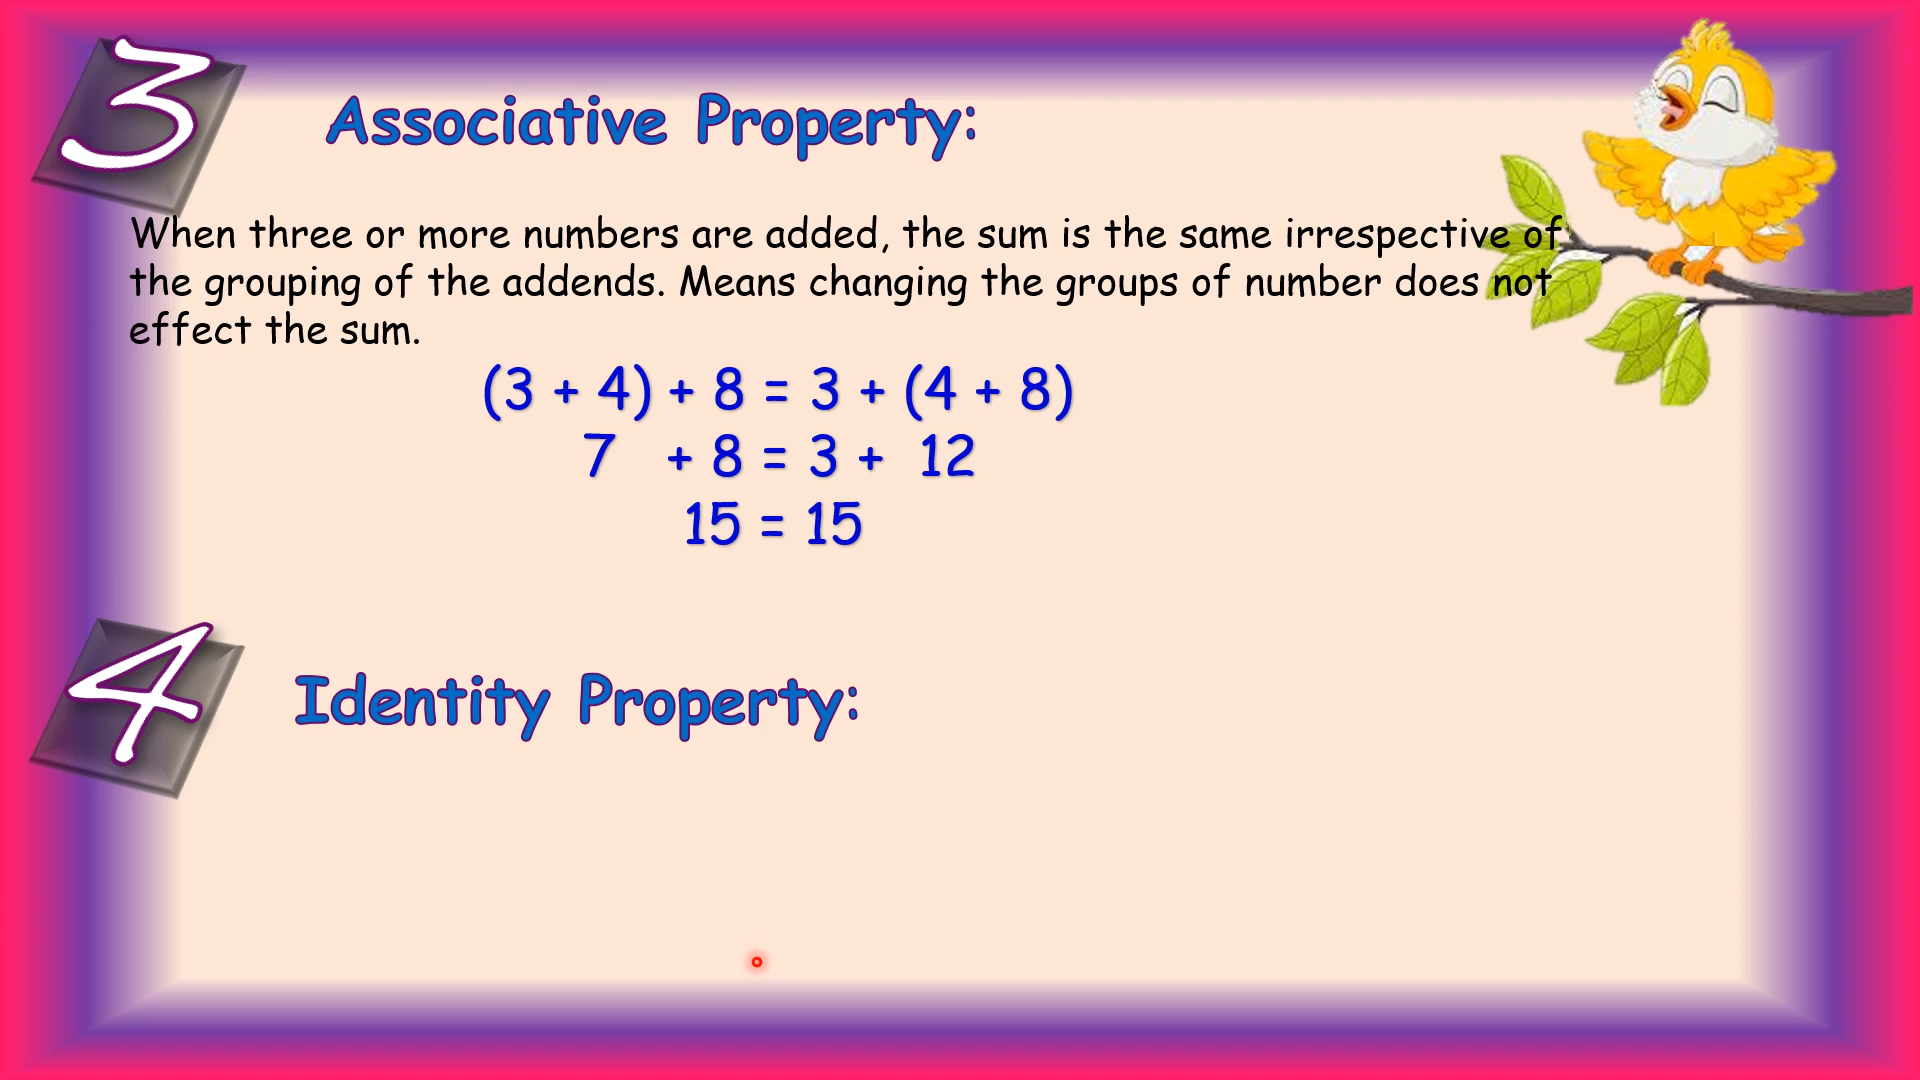 3
Associative Property:
When three or more numbers are added, the sum is the same irrespective of
the grouping of the addends. Means changing the groups of number does not
effect the sum.
(3 + 4) + 8 = 3 + (4 + 8)
7 + 8 = 3 + 12
15 = 15
4
Identity Property: